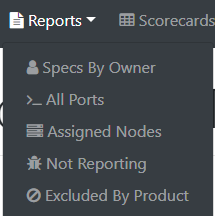 Reports Scorecards
Specs By Owner
All Ports
Assigned Nodes
Not Reporting
Excluded By Product